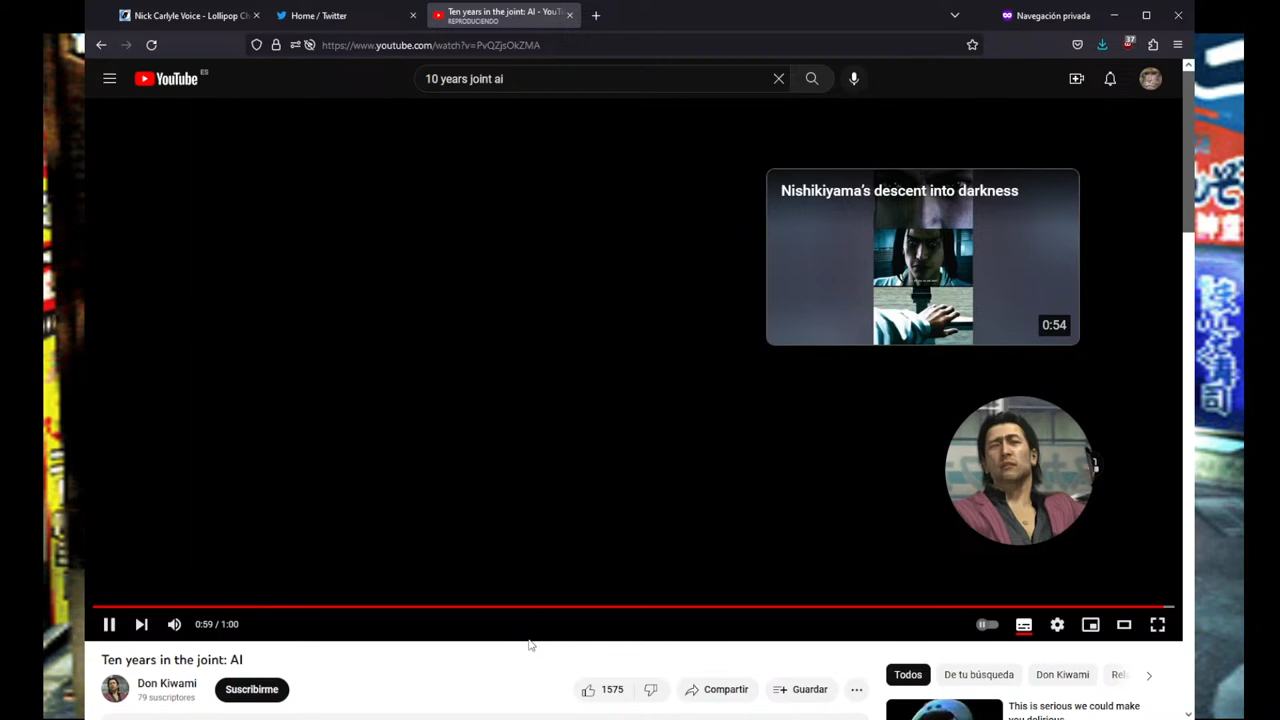 Nick Carlyle Voice - Lollipop Ch
Home / Twitter
Ten years in the joint: AI - YouTu
REPRODUCIENDO
Navegación privada
https://www.youtube.com/watch?v=PvQZjsOkZMA
37
YouTube ES
10 years joint ai
Nishikiyama's descent into darkness
0:54
0:59 / 1:00
Ten years in the joint: AI
Don Kiwami
79 suscriptores
Suscribirme
1575
Compartir
Guardar
Todos
De tu búsqueda
Don Kiwami
Rel
This is serious we could make
you delirious